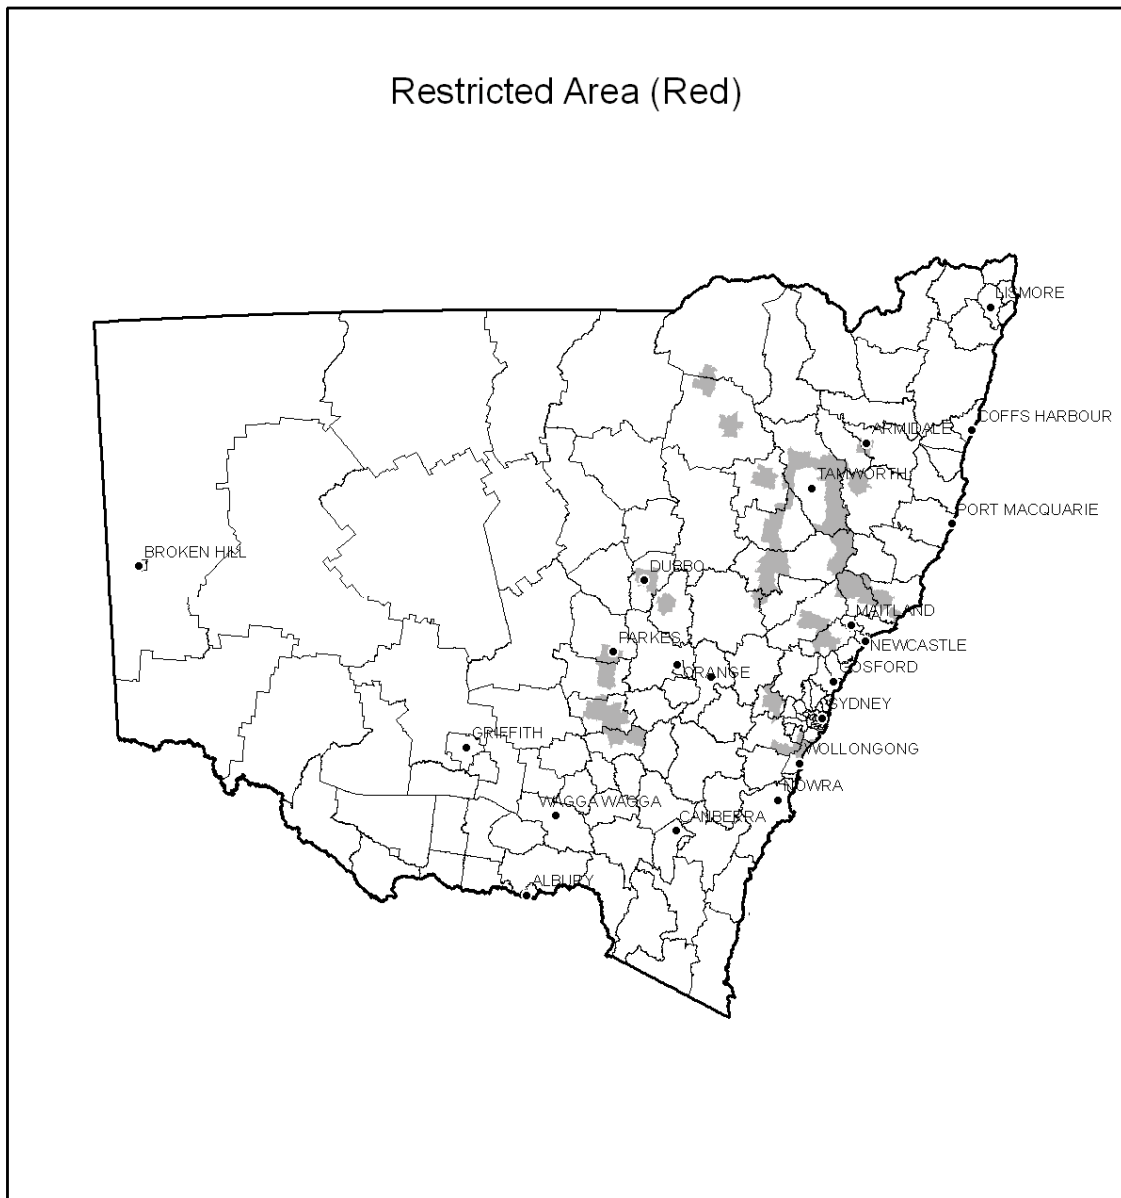 Restricted Area (Red)
LISMORE
COFFS HARBOUR
ARMIDALE
TAMWORTH
PORT MACQUARIE
BROKEN HILL
DUBBO
MAITLAND
PARKES
NEWCASTLE
GOSFORD
ORANGE
SYDNEY
GRIFFITH
WOLLONGONG
NOWRA
WAGGA WAGGA
CANBERRA
ALBURY